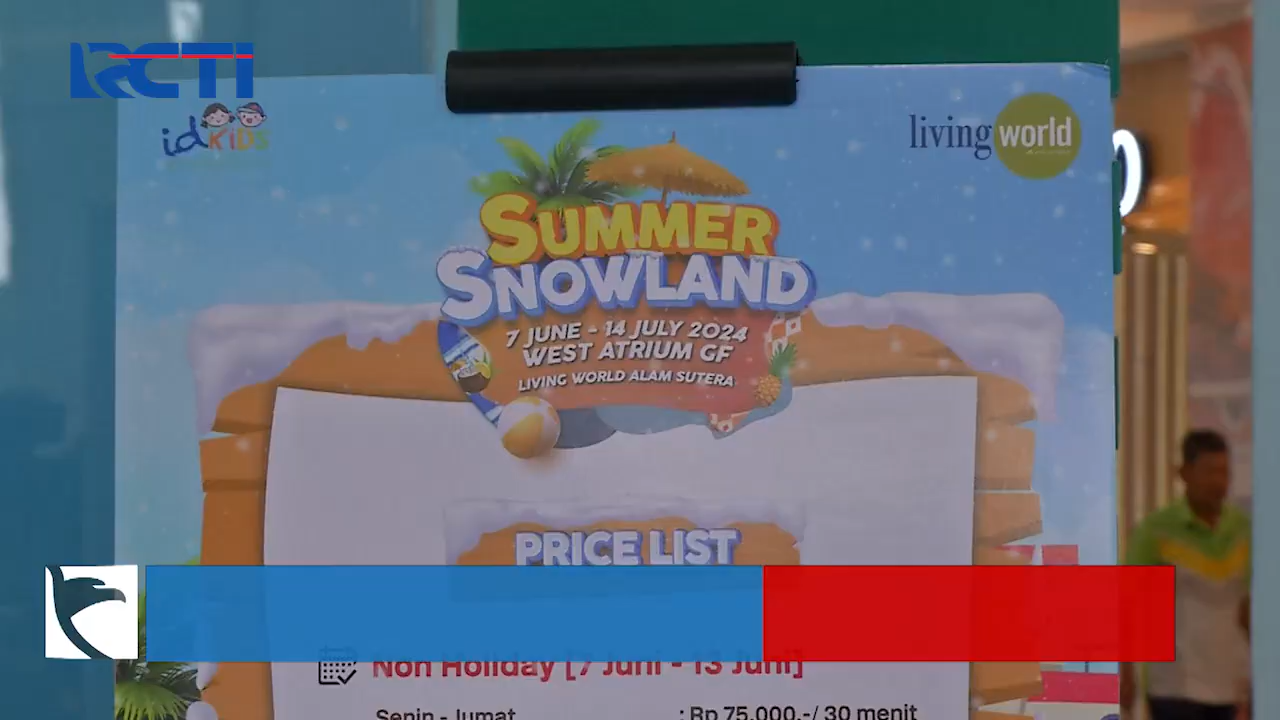 RCTI
idKiDS
living world
SUMMER
SNOWLAND
7 JUNE - 14 JULY 2024
WEST ATRIUM GF
LIVING WORLD ALAM SUTERA
PRICE LIST
Non Holiday [7 Juni - 13 Juni]
Senin - Jumat : Rp 75.000,-/ 30 menit